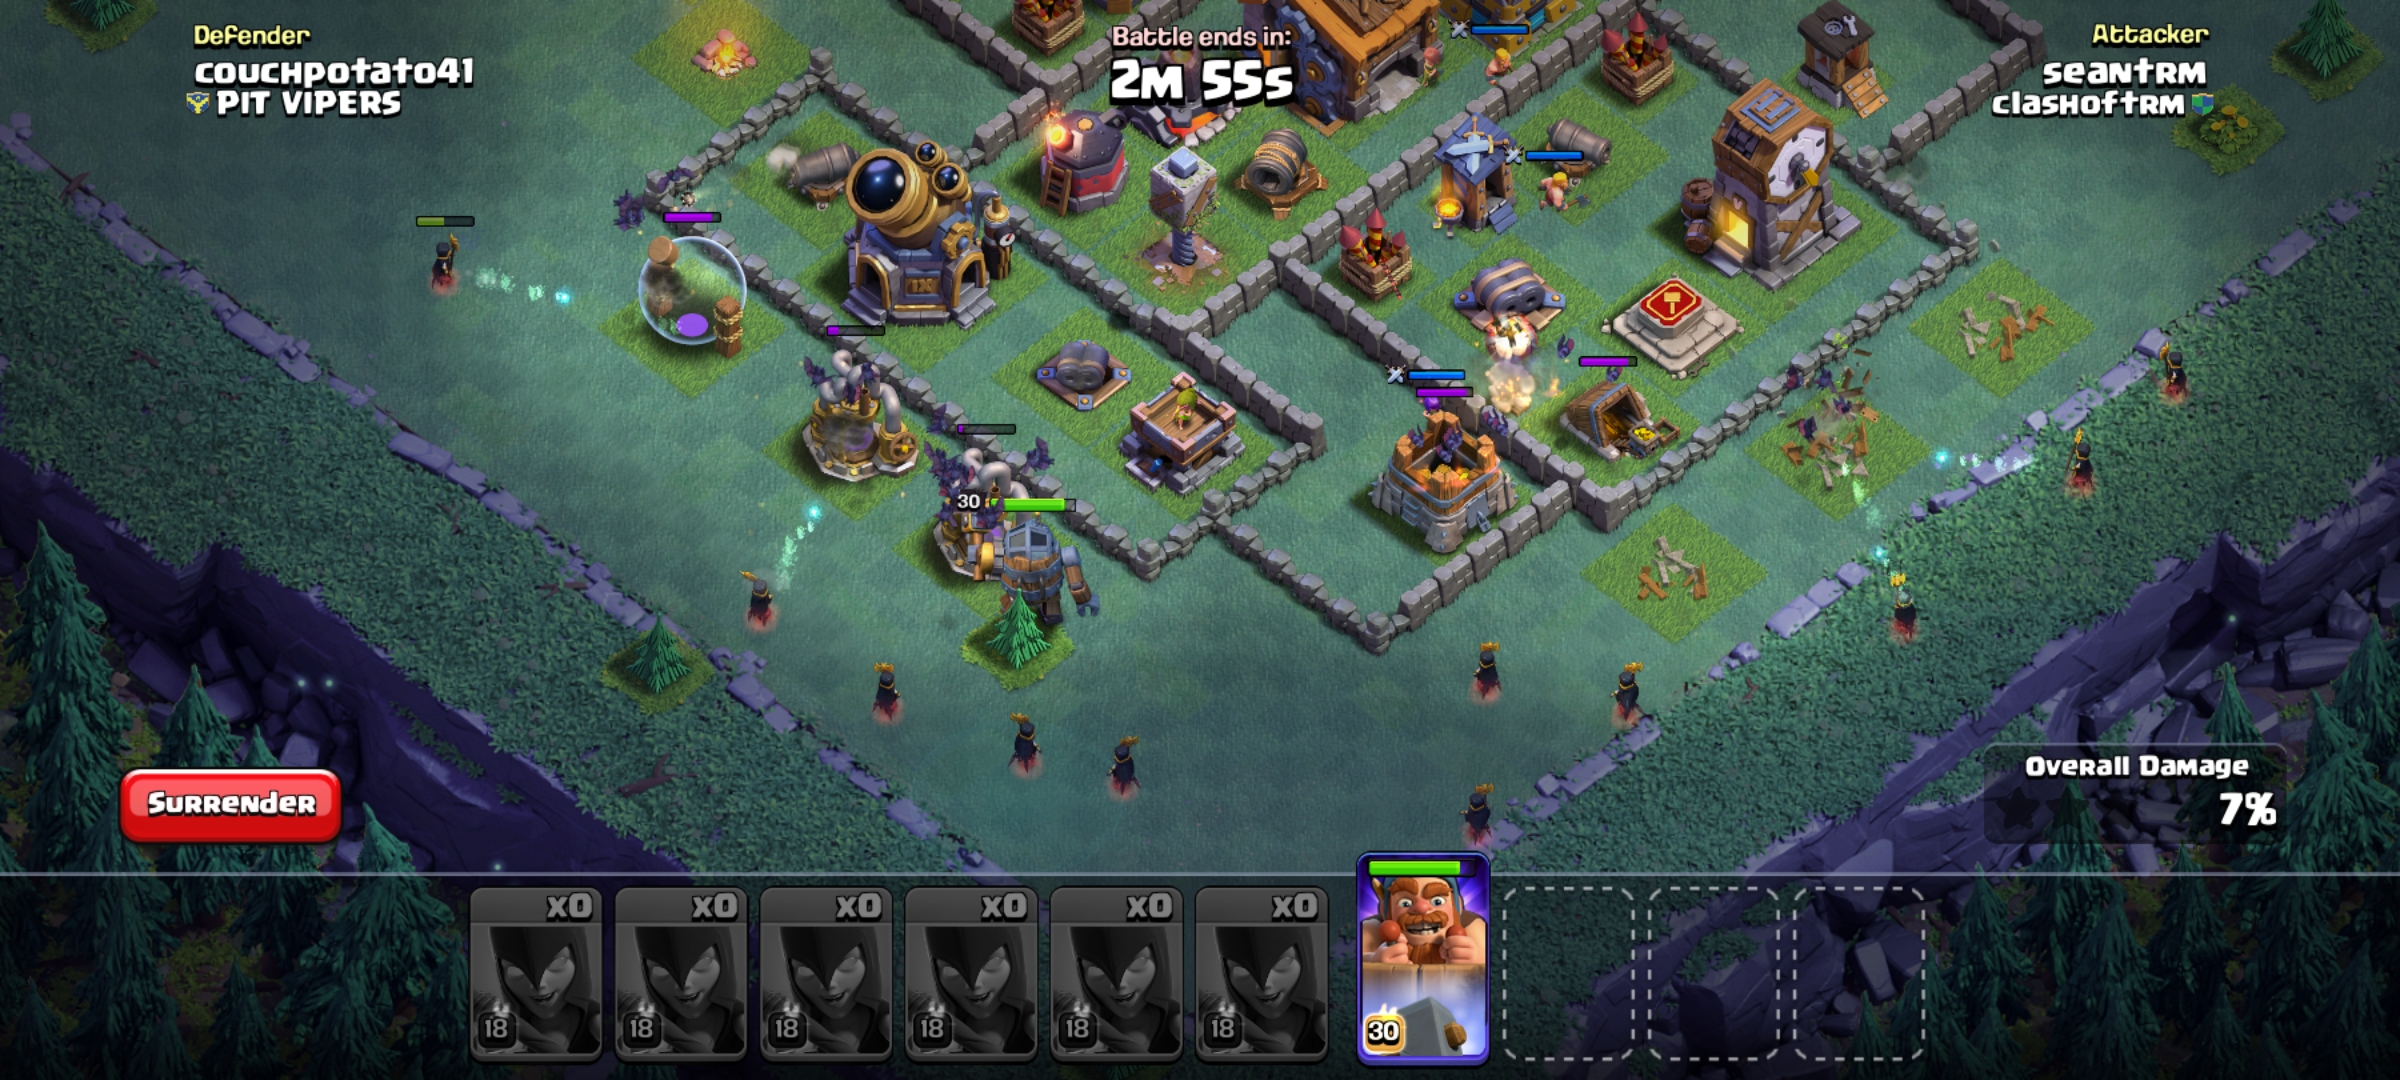 Defender
couchpotato41
PIT VIPERS
Battle ends in:
2M 55s
Attacker
seantRM
clashoftRM
30
Surrender
Overall Damage
7%
x0
x0
x0
x0
x0
x0
18
18
18
18
18
18
30